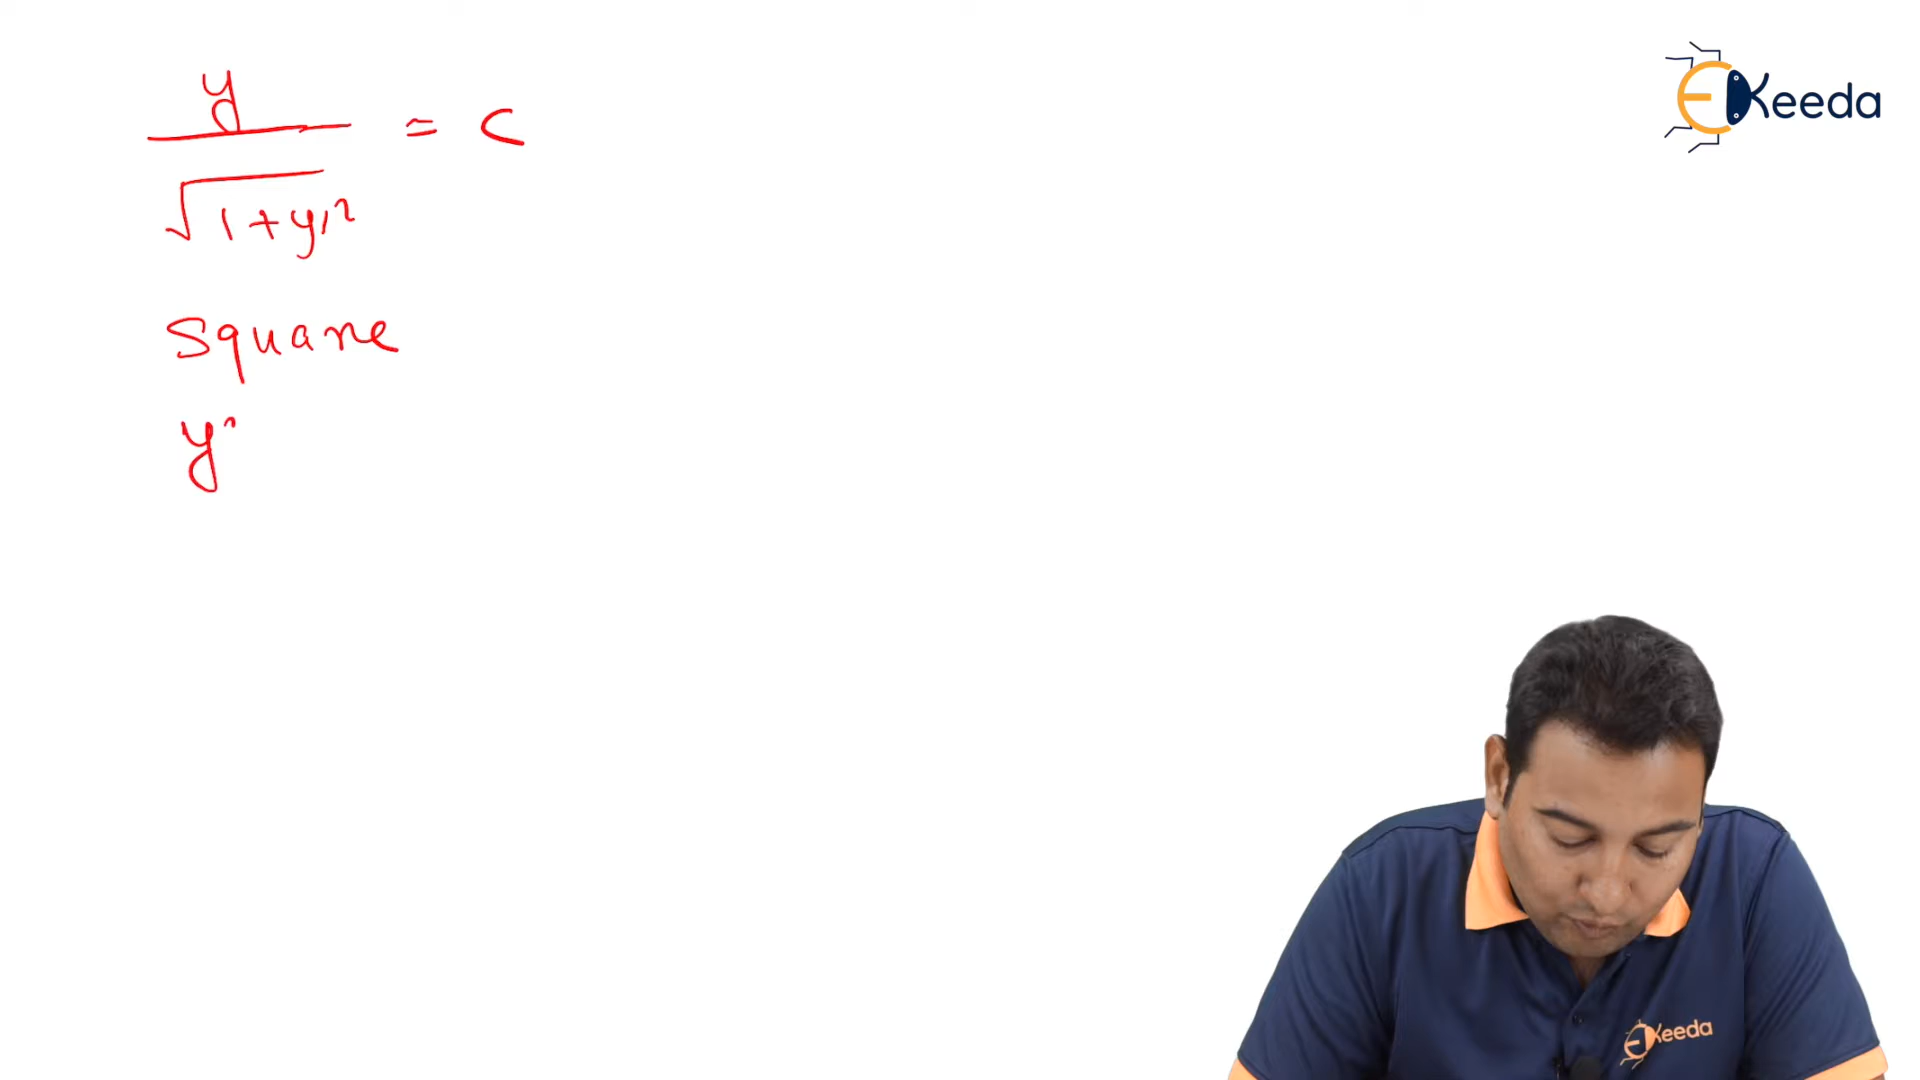 y
= c
√1+y'²
Square
y²
EKeeda
EKeeda